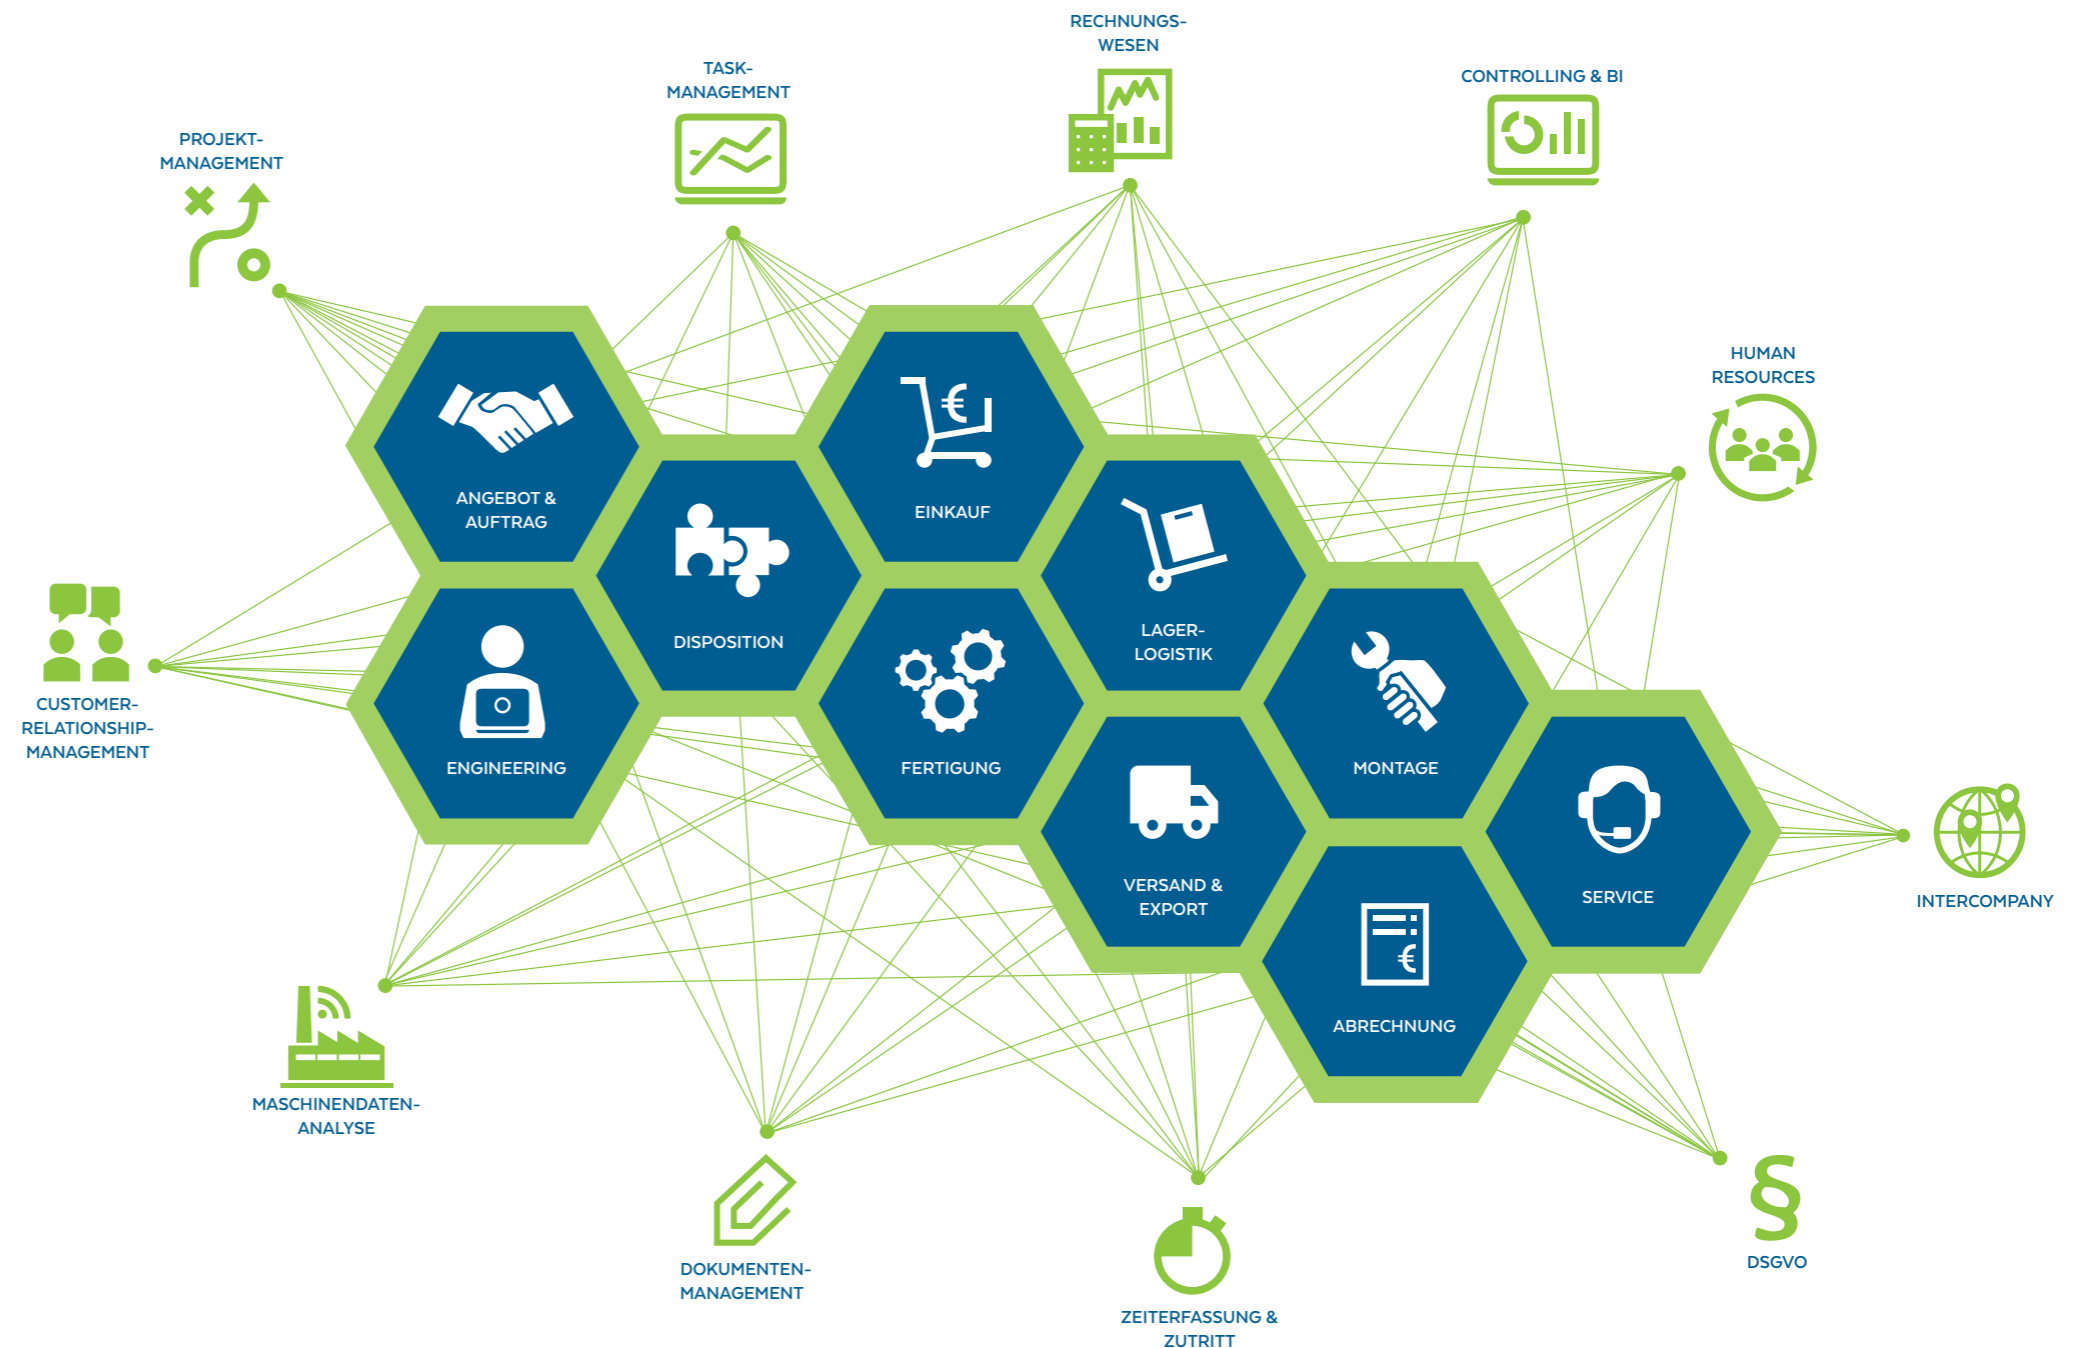 RECHNUNGS-
WESEN
TASK-
MANAGEMENT
CONTROLLING & BI
PROJEKT-
MANAGEMENT
HUMAN
RESOURCES
ANGEBOT &
AUFTRAG
€
EINKAUF
DISPOSITION
LAGER-
LOGISTIK
CUSTOMER-
RELATIONSHIP-
MANAGEMENT
ENGINEERING
FERTIGUNG
MONTAGE
VERSAND &
EXPORT
SERVICE
INTERCOMPANY
€
ABRECHNUNG
MASCHINENDATEN-
ANALYSE
§
DSGVO
DOKUMENTEN-
MANAGEMENT
ZEITERFASSUNG &
ZUTRITT